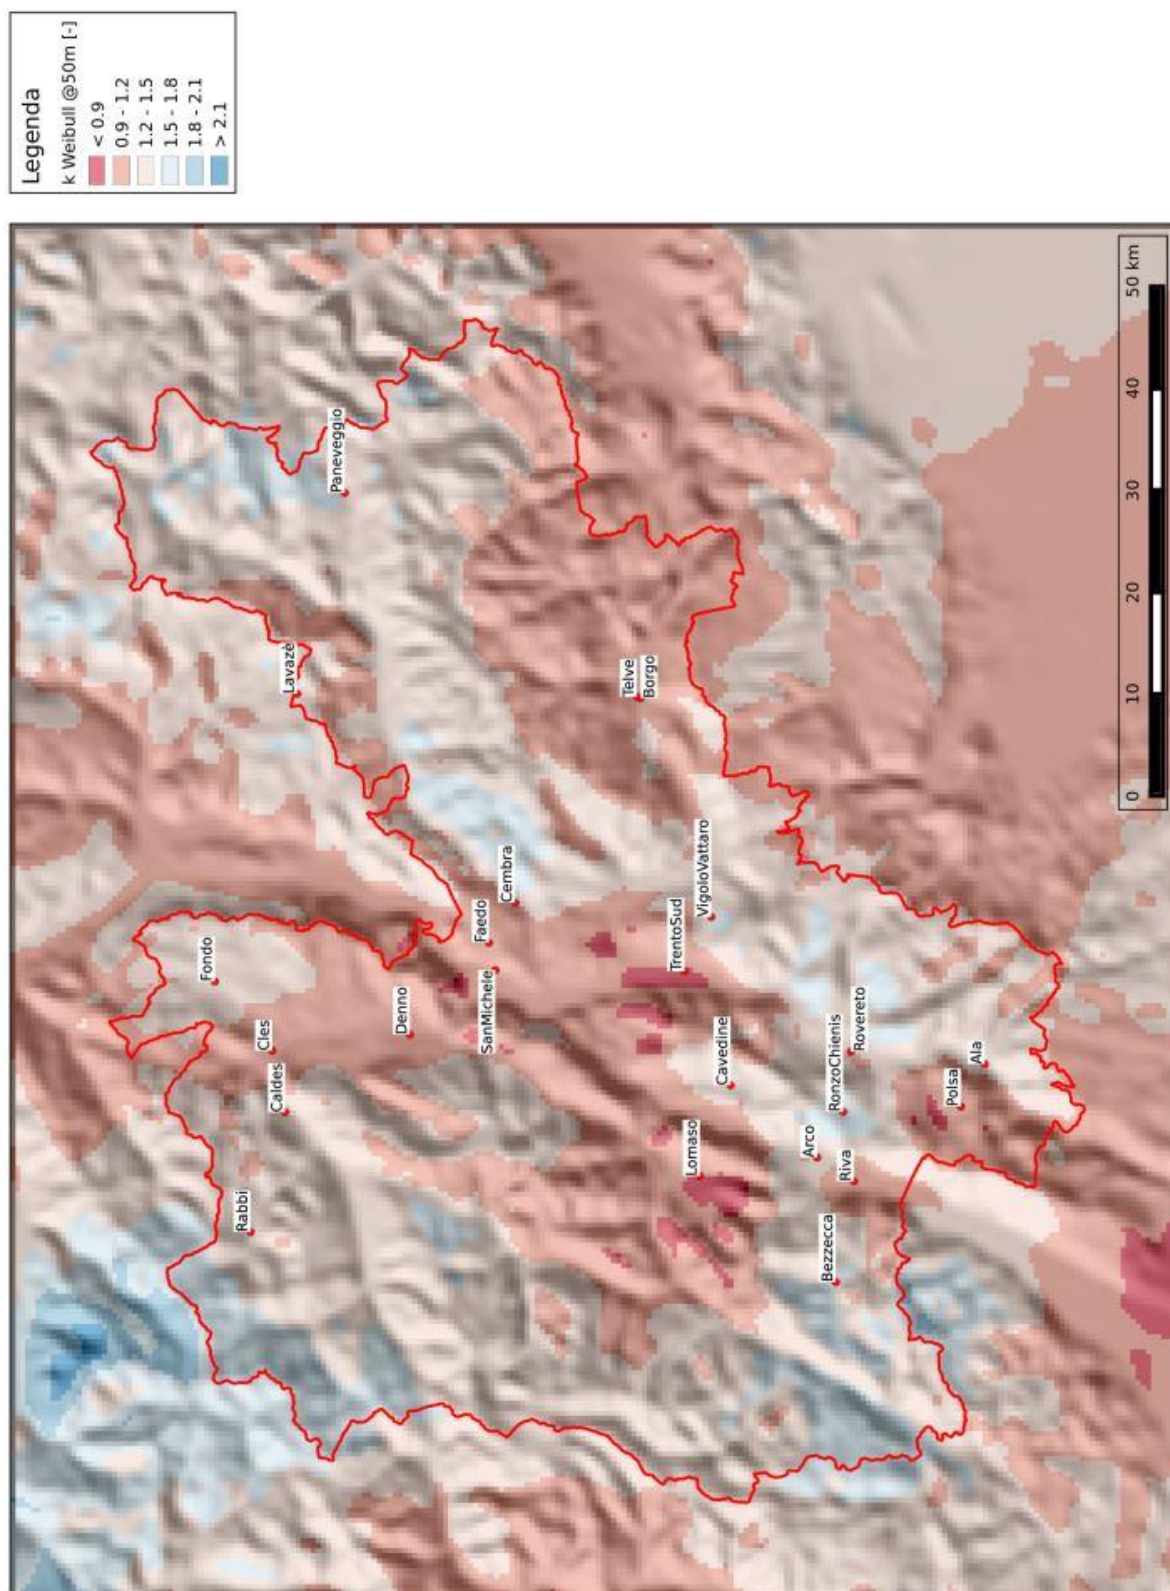 Legenda
k Weibull @50m [-]
< 0.9
0.9 - 1.2
1.2 - 1.5
1.5 - 1.8
1.8 - 2.1
> 2.1
Paneveggio
Lavazè
Telve
Borgo
Fondo
Cembra
Faedo
VigoloVattaro
TrentoSud
Cles
Denno
SanMichele
Caldes
Cavedine
RonzoChienis
Rovereto
Ala
Polsa
Rabbi
Lomaso
Arco
Riva
Bezzecca
0 10 20 30 40 50 km